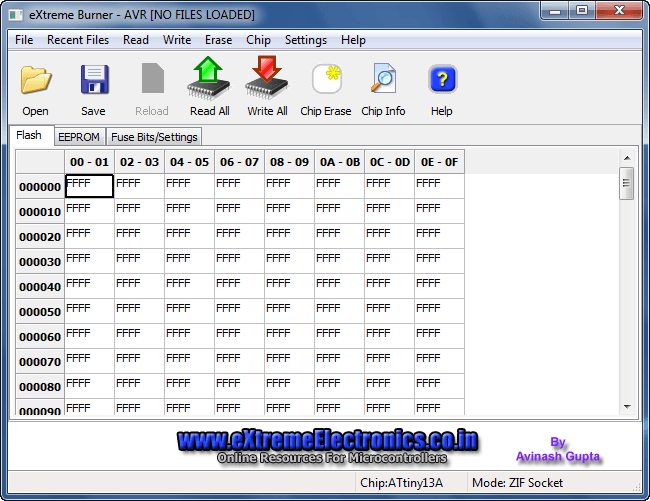 eXtreme Burner - AVR [NO FILES LOADED]
File Recent Files Read Write Erase Chip Settings Help
Open Save Reload Read All Write All Chip Erase Chip Info Help
Flash EEPROM Fuse Bits/Settings
00 - 01 02 - 03 04 - 05 06 - 07 08 - 09 0A - 0B 0C - 0D 0E - 0F
000000 FFFF FFFF FFFF FFFF FFFF FFFF FFFF FFFF
000010 FFFF FFFF FFFF FFFF FFFF FFFF FFFF FFFF
000020 FFFF FFFF FFFF FFFF FFFF FFFF FFFF FFFF
000030 FFFF FFFF FFFF FFFF FFFF FFFF FFFF FFFF
000040 FFFF FFFF FFFF FFFF FFFF FFFF FFFF FFFF
000050 FFFF FFFF FFFF FFFF FFFF FFFF FFFF FFFF
000060 FFFF FFFF FFFF FFFF FFFF FFFF FFFF FFFF
000070 FFFF FFFF FFFF FFFF FFFF FFFF FFFF FFFF
000080 FFFF FFFF FFFF FFFF FFFF FFFF FFFF FFFF
000090 FFFF FFFF FFFF FFFF FFFF FFFF FFFF FFFF
www.eXtremeElectronics.co.in
Online Resources For Microcontrollers
By
Avinash Gupta
Chip:ATtiny13A Mode: ZIF Socket